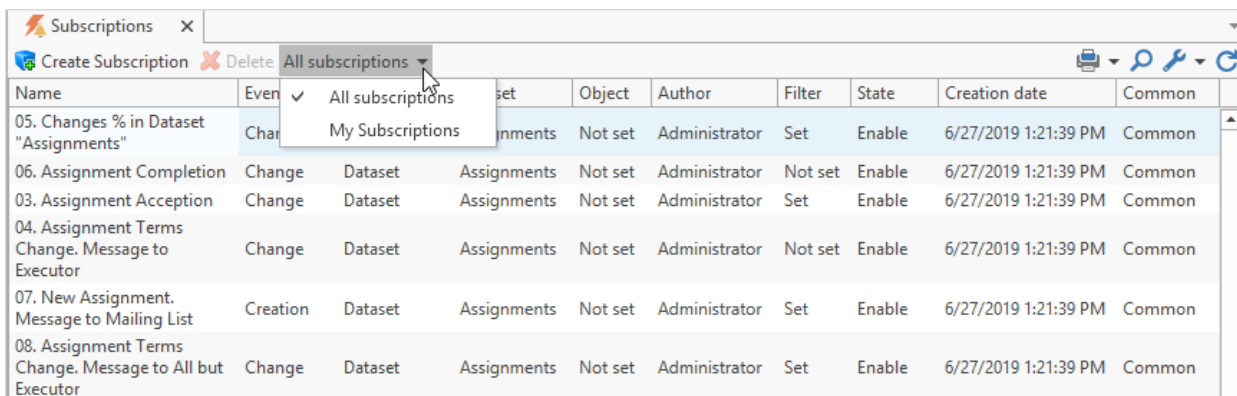 Subscriptions
Create Subscription Delete All subscriptions
All subscriptions
My Subscriptions
Name Even set Object Author Filter State Creation date Common
05. Changes % in Dataset
"Assignments" Char gnments Not set Administrator Set Enable 6/27/2019 1:21:39 PM Common
06. Assignment Completion Change Dataset Assignments Not set Administrator Not set Enable 6/27/2019 1:21:39 PM Common
03. Assignment Acception Change Dataset Assignments Not set Administrator Set Enable 6/27/2019 1:21:39 PM Common
04. Assignment Terms
Change. Message to Change Dataset Assignments Not set Administrator Not set Enable 6/27/2019 1:21:39 PM Common
Executor
07. New Assignment.
Message to Mailing List Creation Dataset Assignments Not set Administrator Set Enable 6/27/2019 1:21:39 PM Common
08. Assignment Terms
Change. Message to All but Change Dataset Assignments Not set Administrator Set Enable 6/27/2019 1:21:39 PM Common
Executor